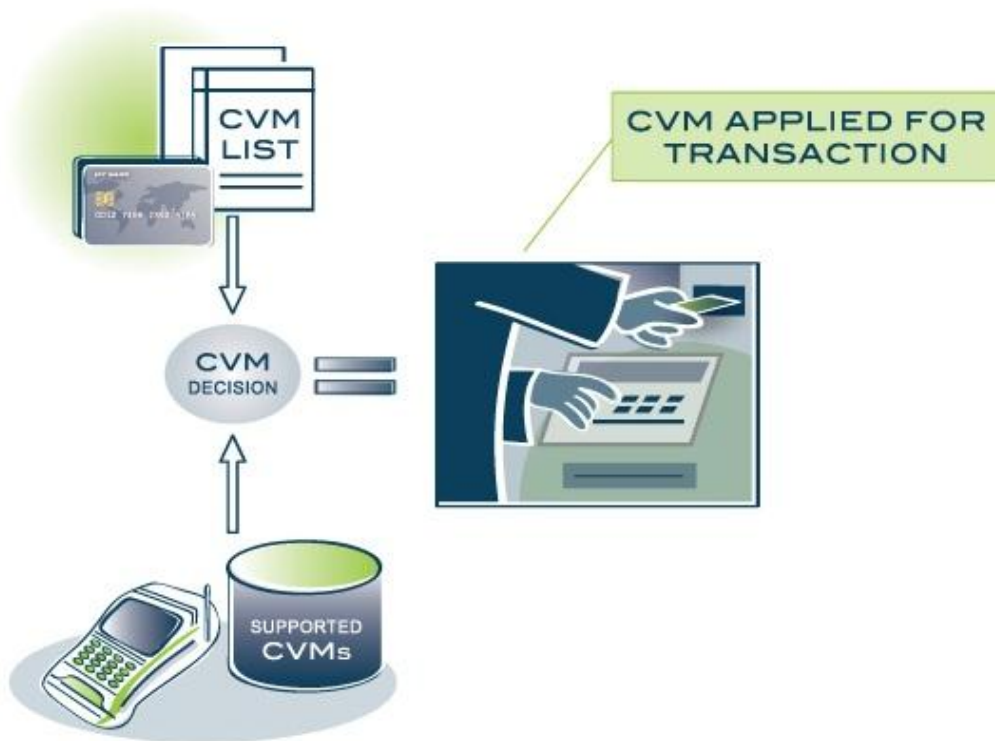 CVM
LIST
CVM APPLIED FOR
TRANSACTION
CVM
DECISION
SUPPORTED
CVMs